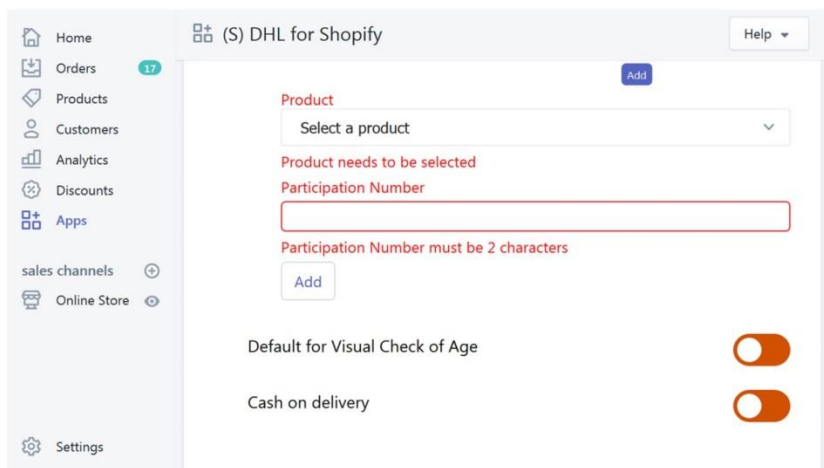 Home
Orders 17
Products
Customers
Analytics
Discounts
Apps
sales channels
Online Store
Settings
(S) DHL for Shopify
Help
Add
Product
Select a product
Product needs to be selected
Participation Number
Participation Number must be 2 characters
Add
Default for Visual Check of Age
Cash on delivery